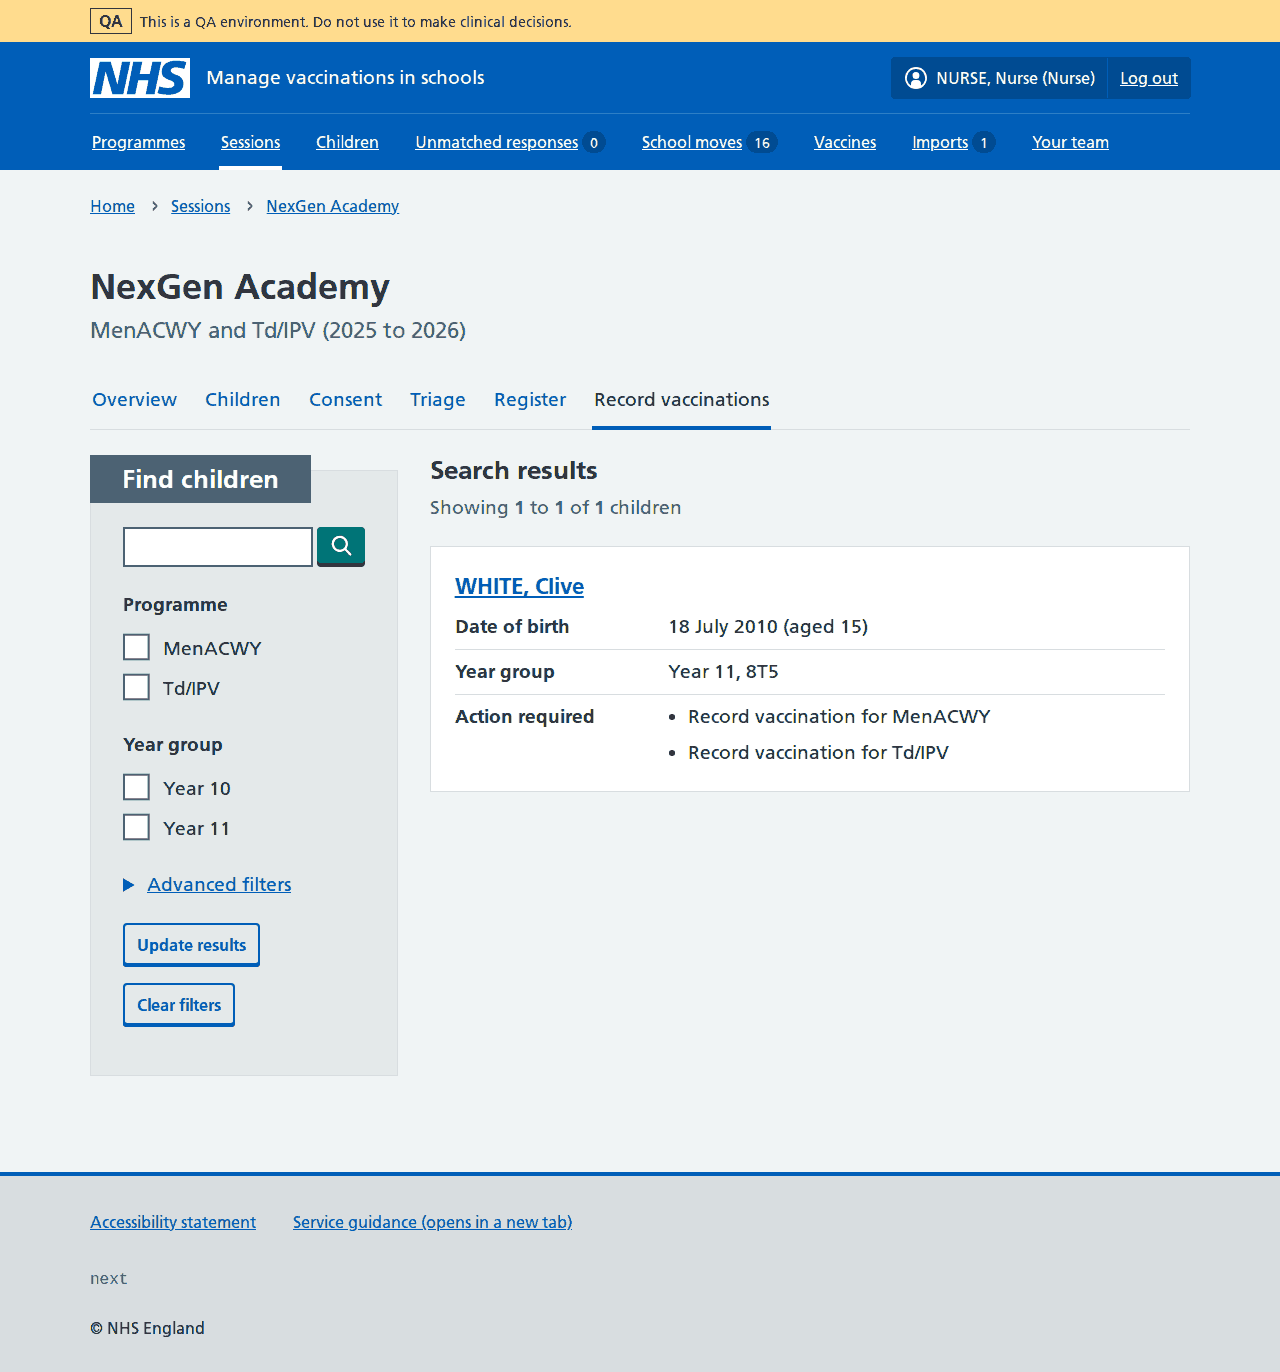 QA This is a QA environment. Do not use it to make clinical decisions.
NHS Manage vaccinations in schools NURSE, Nurse (Nurse) Log out
Programmes Sessions Children Unmatched responses 0 School moves 16 Vaccines Imports 1 Your team
Home > Sessions > NexGen Academy
NexGen Academy
MenACWY and Td/IPV (2025 to 2026)
Overview Children Consent Triage Register Record vaccinations
Find children
Programme
MenACWY
Td/IPV
Year group
Year 10
Year 11
Advanced filters
Update results
Clear filters
Search results
Showing 1 to 1 of 1 children
WHITE, Clive
Date of birth 18 July 2010 (aged 15)
Year group Year 11, 8T5
Action required • Record vaccination for MenACWY
• Record vaccination for Td/IPV
Accessibility statement Service guidance (opens in a new tab)
next
© NHS England